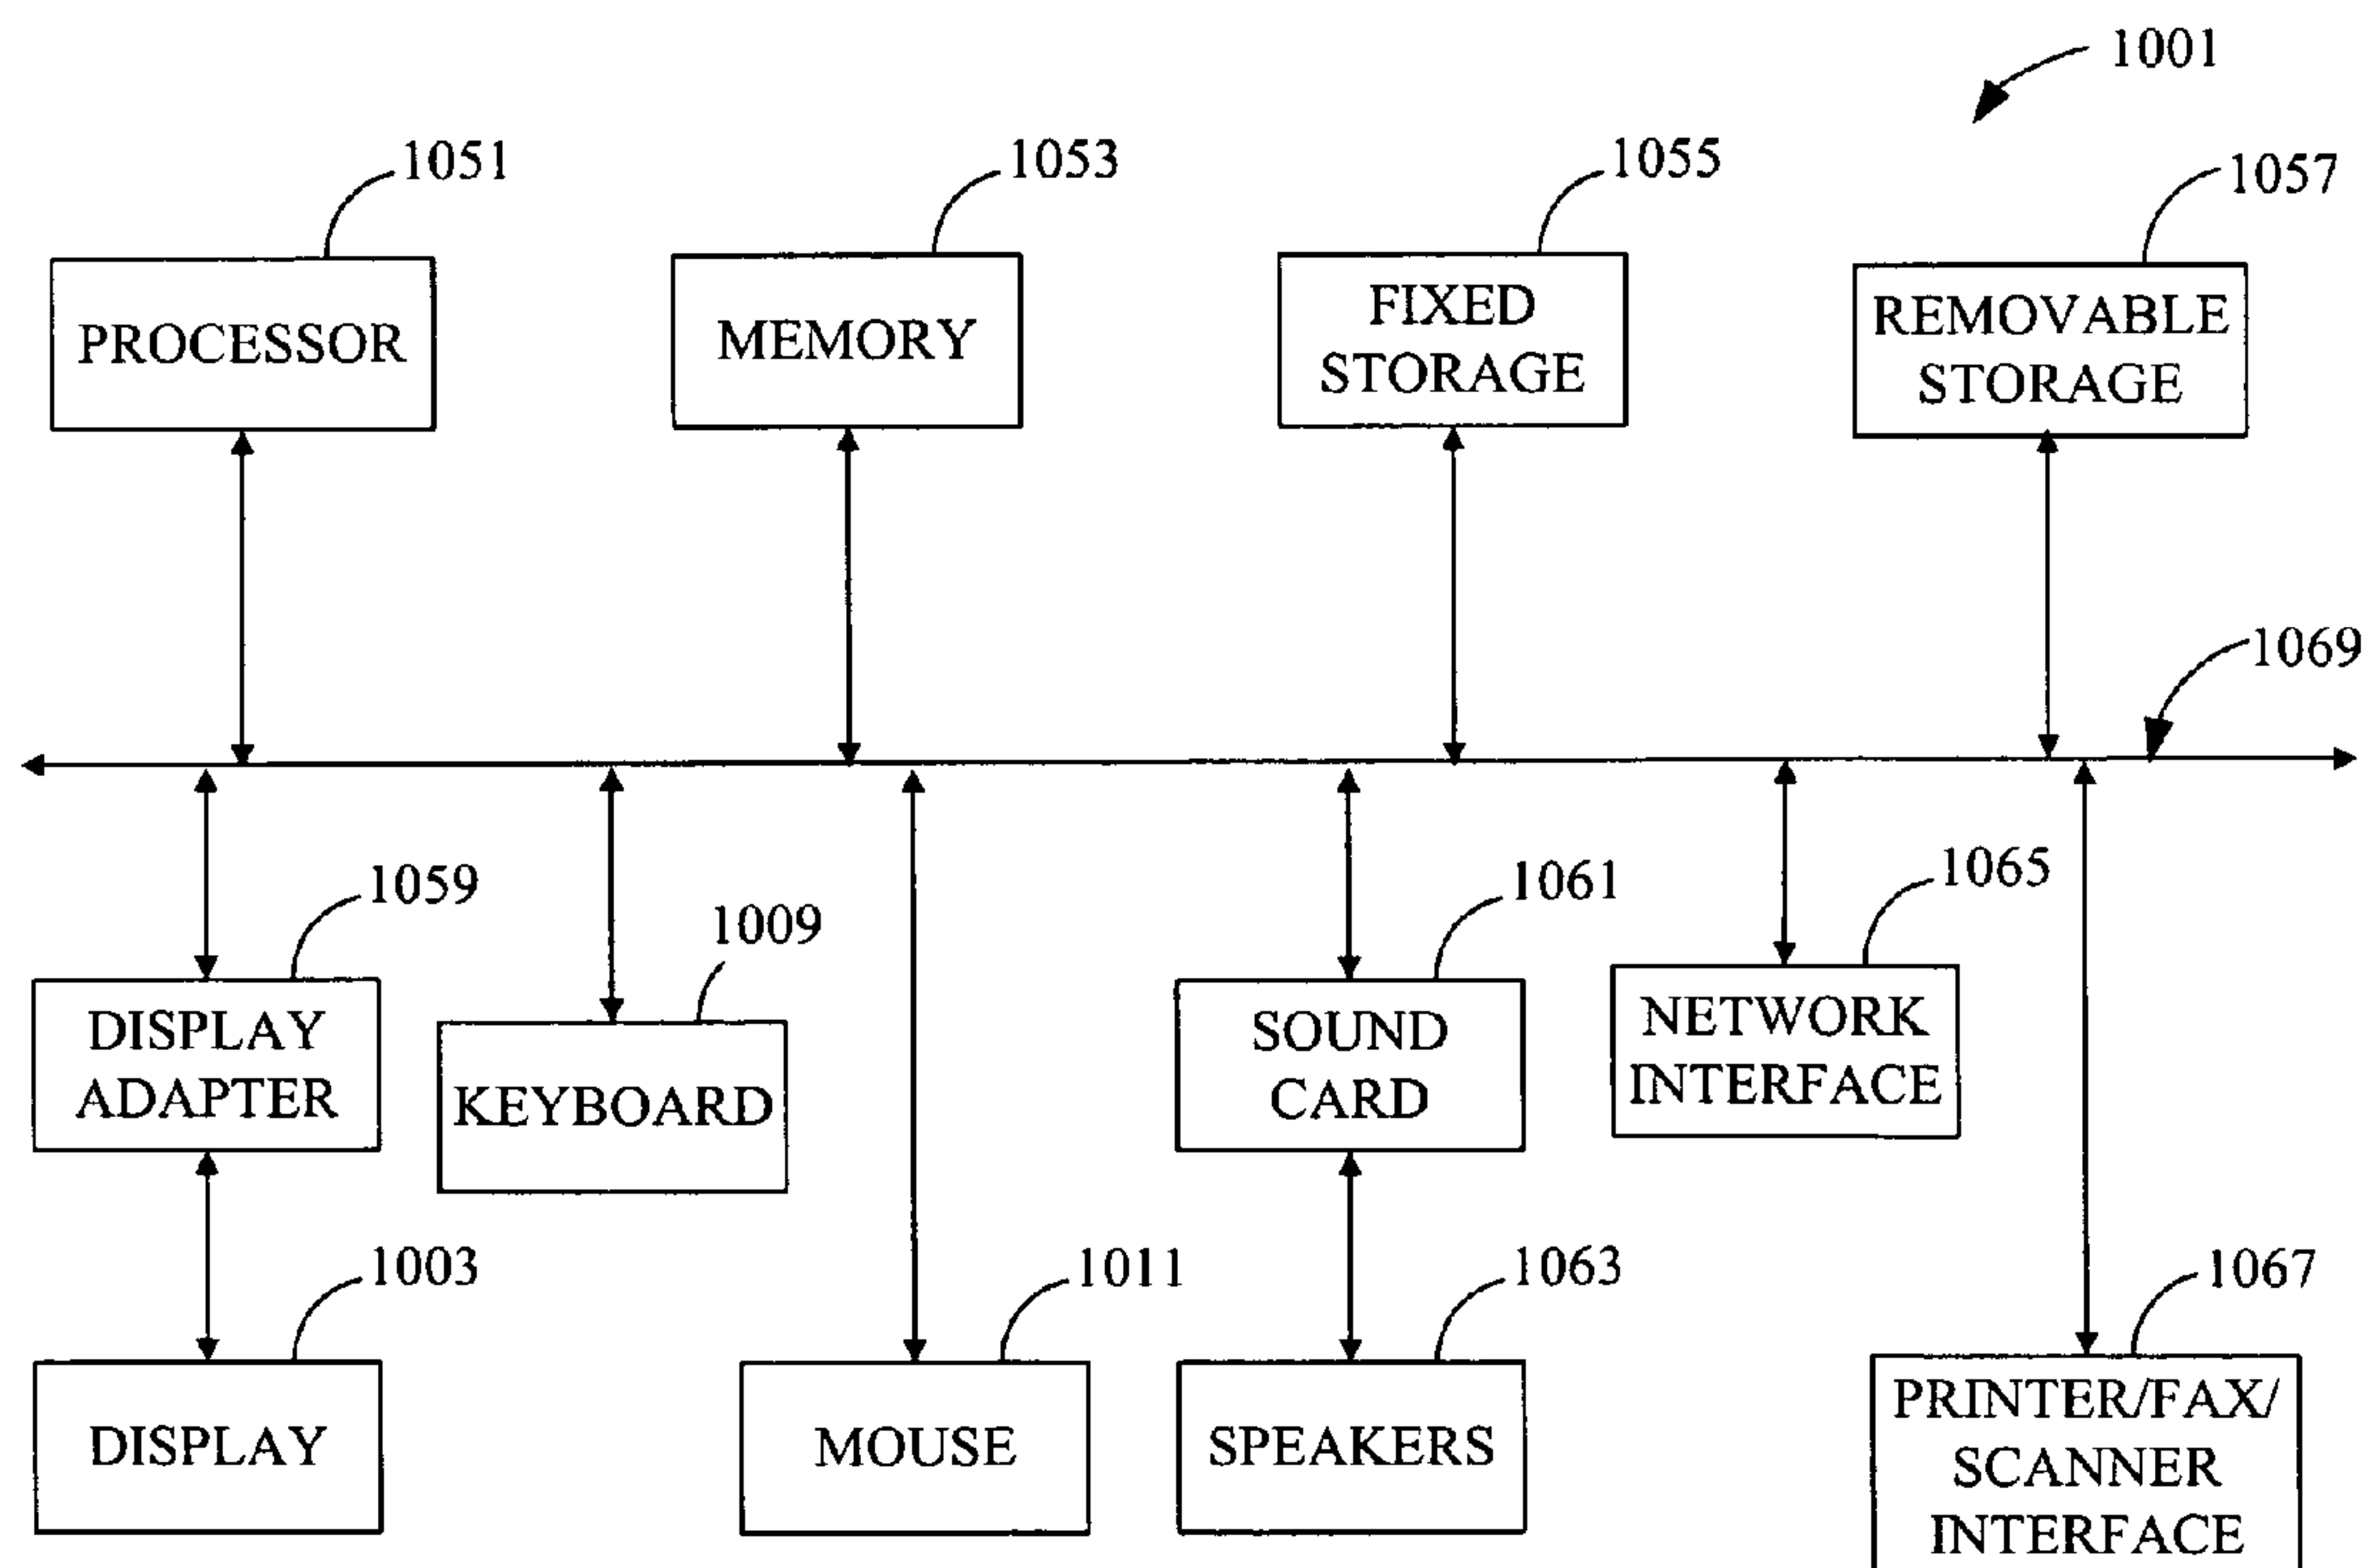 1001
1051
1053
1055
1057
PROCESSOR
MEMORY
FIXED
STORAGE
REMOVABLE
STORAGE
1069
1059
1009
1061
1065
DISPLAY
ADAPTER
KEYBOARD
SOUND
CARD
NETWORK
INTERFACE
1003
1011
1063
1067
DISPLAY
MOUSE
SPEAKERS
PRINTER/FAX/
SCANNER
INTERFACE